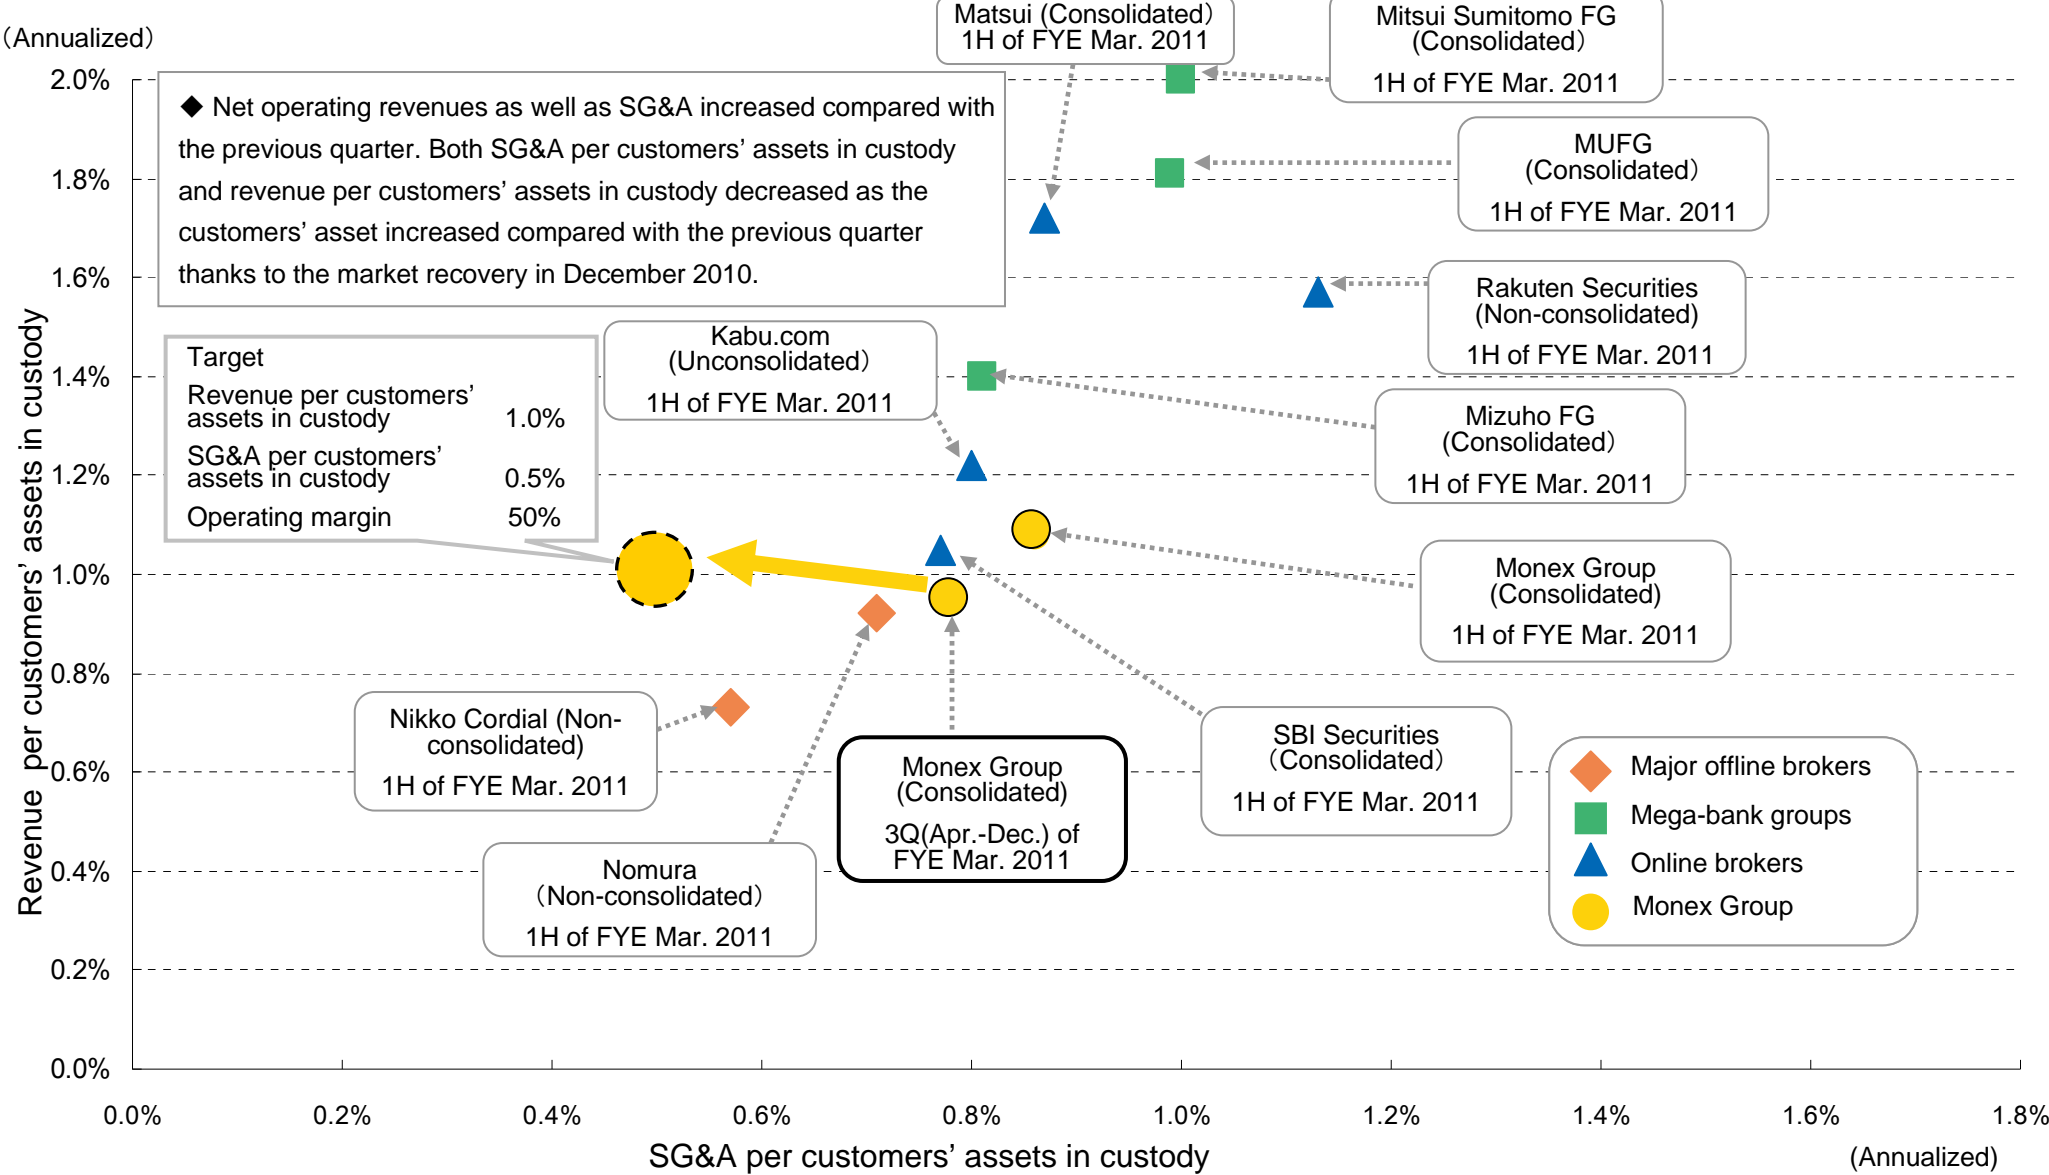 Matsui (Consolidated)
1H of FYE Mar. 2011
Mitsui Sumitomo FG
(Consolidated)
1H of FYE Mar. 2011
(Annualized)
◆ Net operating revenues as well as SG&A increased compared with
the previous quarter. Both SG&A per customers’ assets in custody
and revenue per customers’ assets in custody decreased as the
customers’ asset increased compared with the previous quarter
thanks to the market recovery in December 2010.
MUFG
(Consolidated)
1H of FYE Mar. 2011
Rakuten Securities
(Non-consolidated)
1H of FYE Mar. 2011
Kabu.com
(Unconsolidated)
1H of FYE Mar. 2011
Target
Revenue per customers’
assets in custody 1.0%
SG&A per customers’
assets in custody 0.5%
Operating margin 50%
Mizuho FG
(Consolidated)
1H of FYE Mar. 2011
Monex Group
(Consolidated)
1H of FYE Mar. 2011
Nikko Cordial (Non-
consolidated)
1H of FYE Mar. 2011
Monex Group
(Consolidated)
3Q(Apr.-Dec.) of
FYE Mar. 2011
SBI Securities
(Consolidated)
1H of FYE Mar. 2011
Nomura
(Non-consolidated)
1H of FYE Mar. 2011
Major offline brokers
Mega-bank groups
Online brokers
Monex Group
Revenue per customers’ assets in custody
2.0%
1.8%
1.6%
1.4%
1.2%
1.0%
0.8%
0.6%
0.4%
0.2%
0.0%
0.0% 0.2% 0.4% 0.6% 0.8% 1.0% 1.2% 1.4% 1.6% 1.8%
SG&A per customers’ assets in custody
(Annualized)